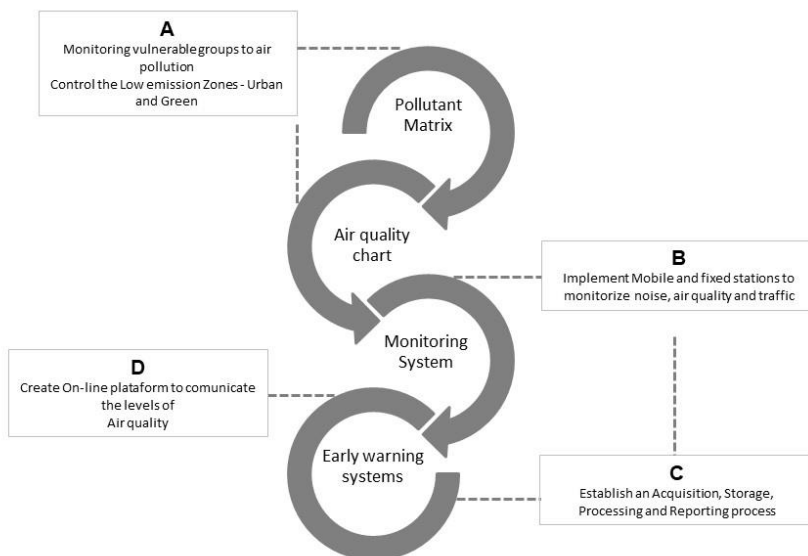 A
Monitoring vulnerable groups to air
pollution
Control the Low emission Zones - Urban
and Green
Pollutant
Matrix
Air quality
chart
B
Implement Mobile and fixed stations to
monitorize noise, air quality and traffic
Monitoring
System
D
Create On-line plataform to comunicate
the levels of
Air quality
Early warning
systems
C
Establish an Acquisition, Storage,
Processing and Reporting process